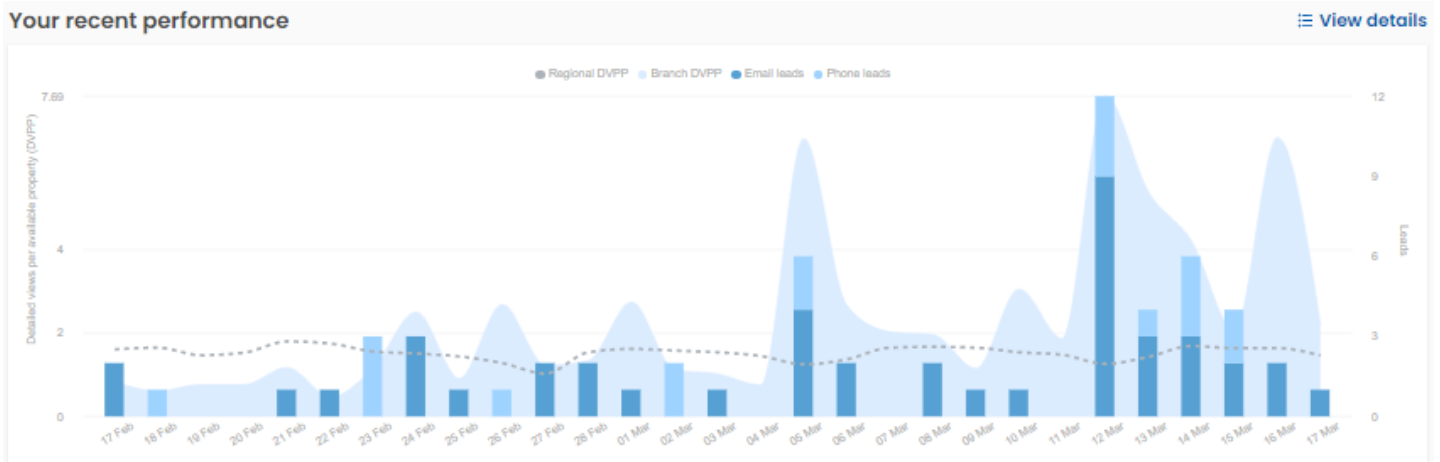 Your recent performance
View details
Regional DVPP
Branch DVPP
Email leads
Phone leads
7.69
4
2
0
Detailed views per available property (DVPP)
12
9
6
3
0
Leads
17 Feb
18 Feb
19 Feb
20 Feb
21 Feb
22 Feb
23 Feb
24 Feb
25 Feb
26 Feb
27 Feb
28 Feb
01 Mar
02 Mar
03 Mar
04 Mar
05 Mar
06 Mar
07 Mar
08 Mar
09 Mar
10 Mar
11 Mar
12 Mar
13 Mar
14 Mar
15 Mar
16 Mar
17 Mar